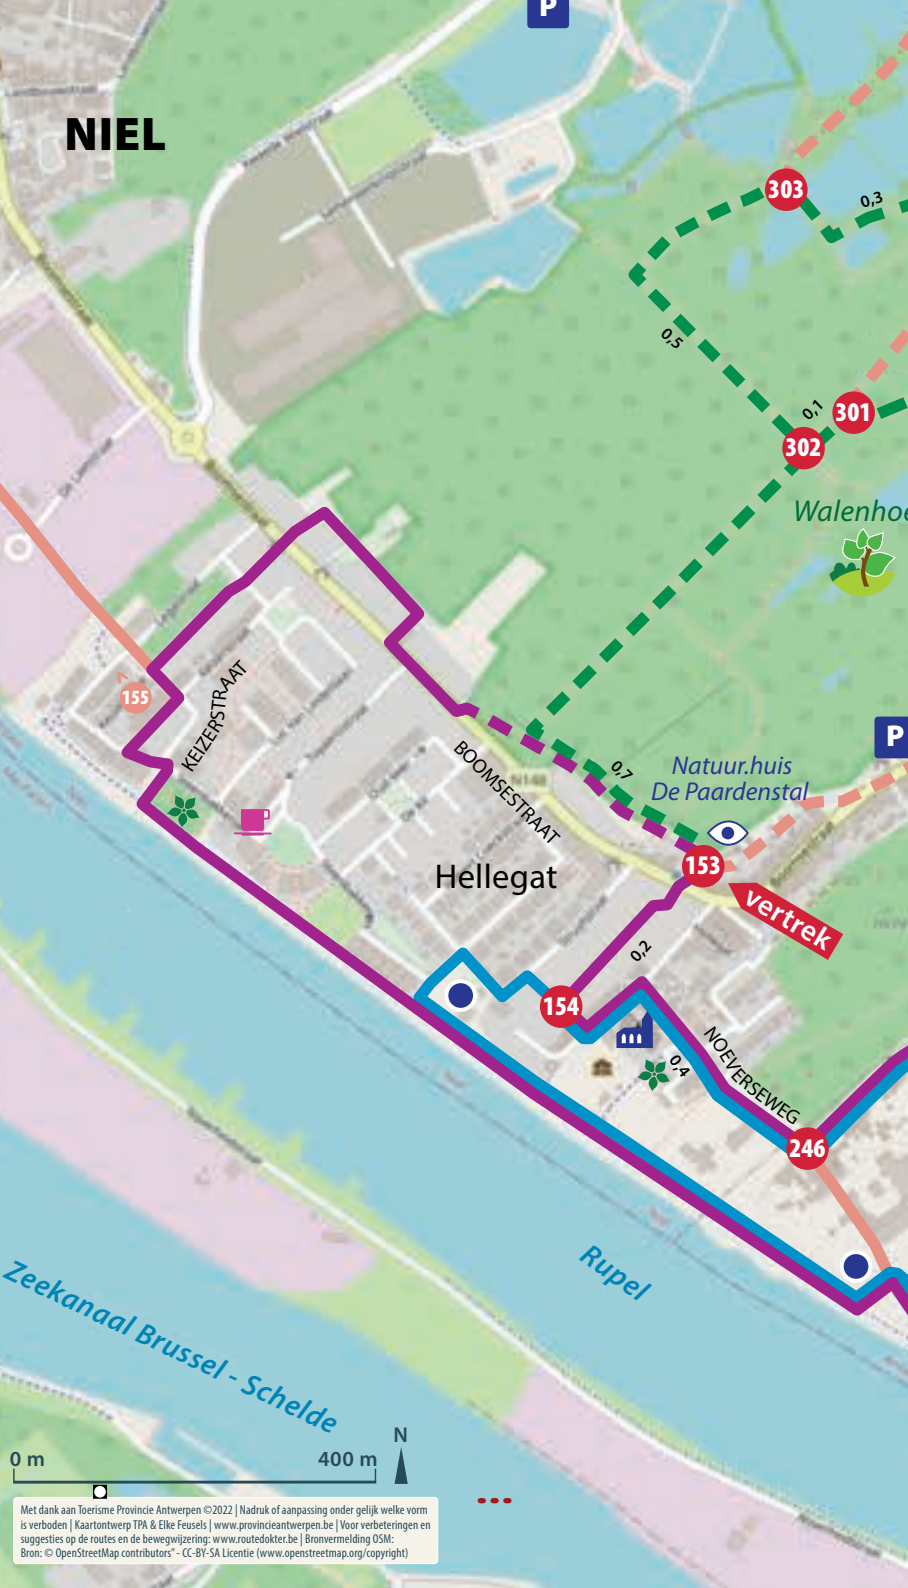 P
NIEL
303
0,3
0,5
0,1
301
302
Walenhoe
155
KEIZERSTRAAT
BOOMSESTRAAT
N148
0,7
Natuur.huis
De Paardenstal
P
153
vertrek
Hellegat
0,2
154
NOEVERSEWEG
0,4
246
Rupel
Zeekanaal Brussel - Schelde
0 m
400 m
N
Met dank aan Toerisme Provincie Antwerpen ©2022 | Nadruk of aanpassing onder gelijk welke vorm
is verboden | Kaartontwerp TPA & Elke Feusels | www.provincieantwerpen.be | Voor verbeteringen en
suggesties op de routes en de bewegwijzering: www.routedokter.be | Bronvermelding OSM:
Bron: © OpenStreetMap contributors" - CC-BY-SA Licentie (www.openstreetmap.org/copyright)